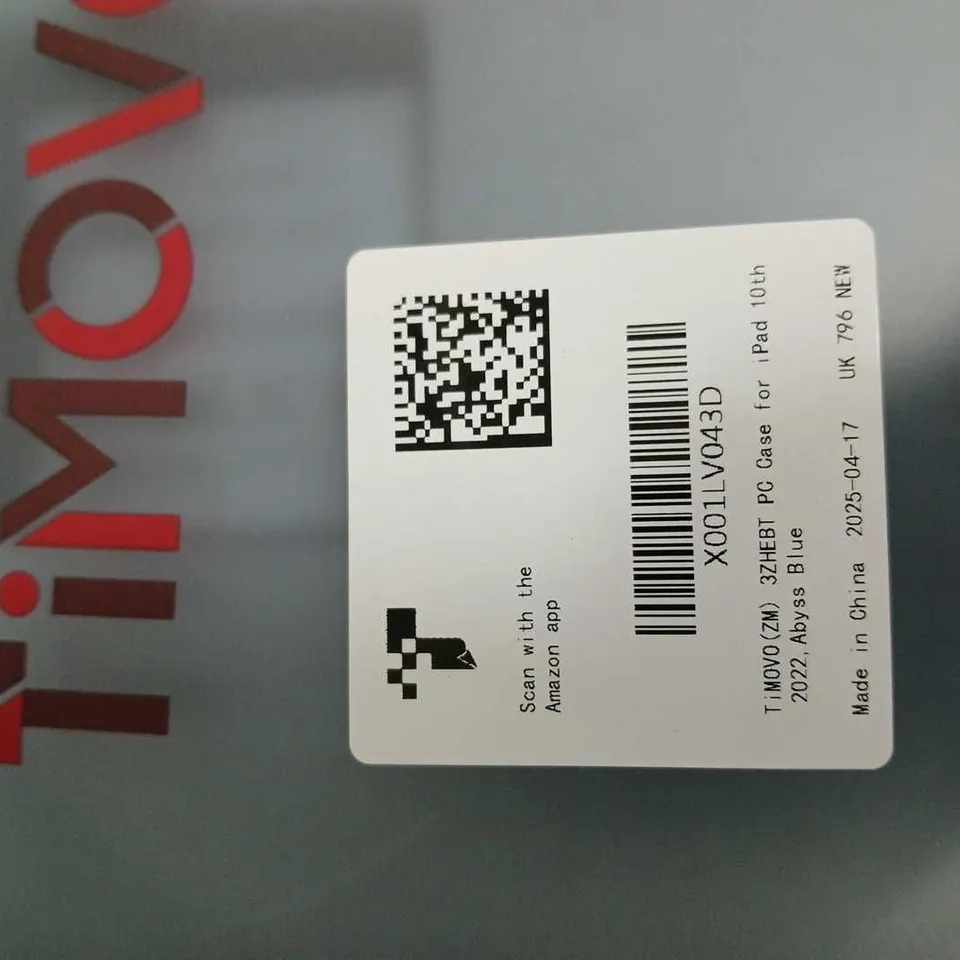 TiMOV
Scan with the
Amazon app
X001LV043D
TiMOVO(ZM) 3ZHEBT PC Case for iPad 10th
2022,Abyss Blue
Made in China 2025-04-17 UK 796 NEW